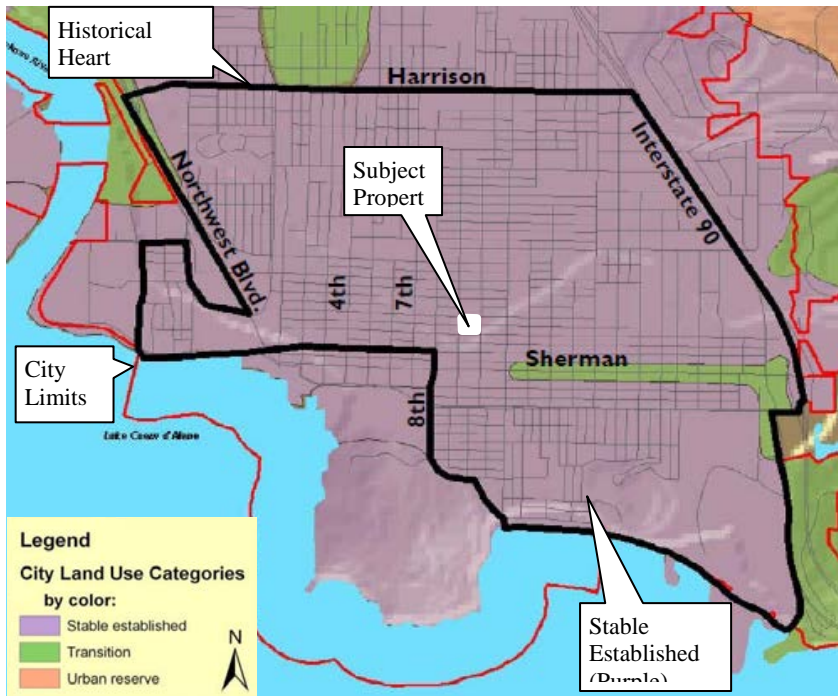 Historical
Heart
Harrison
Northwest Blvd.
Interstate 90
Subject
Propert
4th
7th
Sherman
8th
City
Limits
Lake Coeur d'Alene
Stable
Established
(Purple)
Legend
City Land Use Categories
by color:
Stable established
Transition
Urban reserve
N